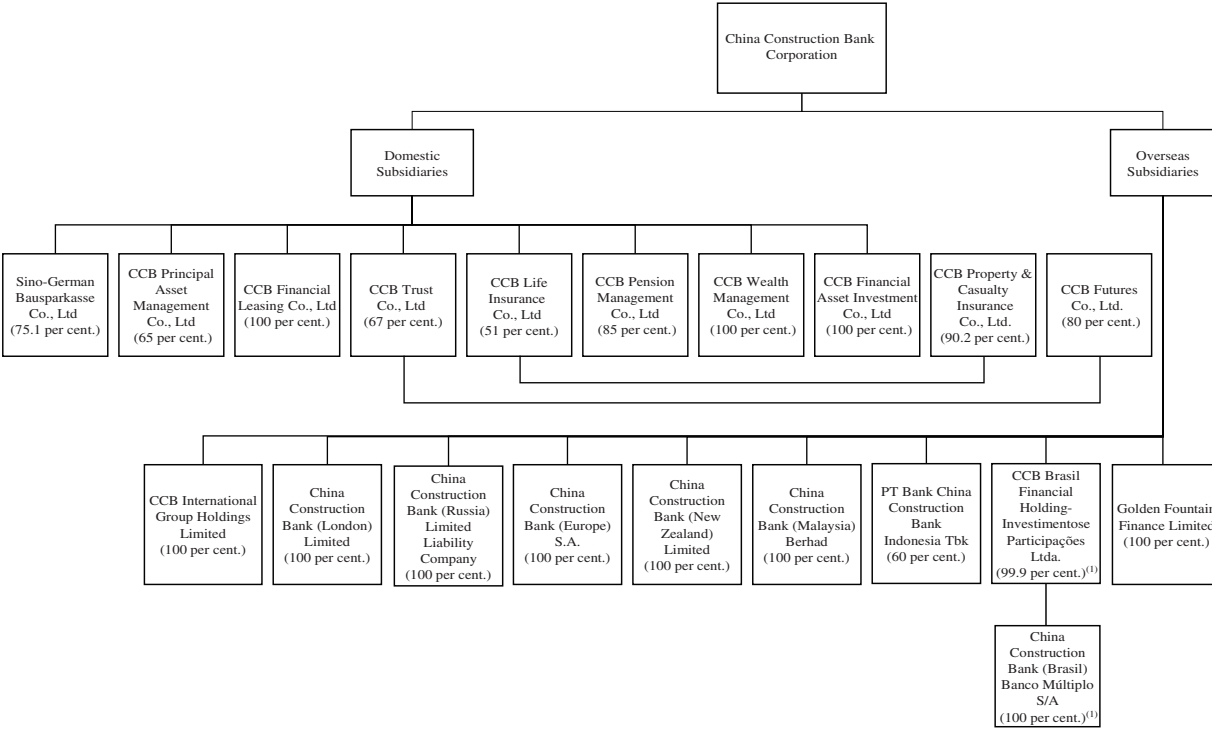 China Construction Bank
Corporation
Domestic
Subsidiaries
Overseas
Subsidiaries
Sino-German
Bausparkasse
Co., Ltd
(75.1 per cent.)
CCB Principal
Asset
Management
Co., Ltd
(65 per cent.)
CCB Financial
Leasing Co., Ltd
(100 per cent.)
CCB Trust
Co., Ltd
(67 per cent.)
CCB Life
Insurance
Co., Ltd
(51 per cent.)
CCB Pension
Management
Co., Ltd
(85 per cent.)
CCB Wealth
Management
Co., Ltd
(100 per cent.)
CCB Financial
Asset Investment
Co., Ltd
(100 per cent.)
CCB Property &
Casualty
Insurance
Co., Ltd.
(90.2 per cent.)
CCB Futures
Co., Ltd.
(80 per cent.)
CCB International
Group Holdings
Limited
(100 per cent.)
China
Construction
Bank (London)
Limited
(100 per cent.)
China
Construction
Bank (Russia)
Limited
Liability
Company
(100 per cent.)
China
Construction
Bank (Europe)
S.A.
(100 per cent.)
China
Construction
Bank (New
Zealand)
Limited
(100 per cent.)
China
Construction
Bank (Malaysia)
Berhad
(100 per cent.)
PT Bank China
Construction
Bank
Indonesia Tbk
(60 per cent.)
CCB Brasil
Financial
Holding-
Investimentose
Participações
Ltda.
(99.9 per cent.)(1)
Golden Fountain
Finance Limited
(100 per cent.)
China
Construction
Bank (Brasil)
Banco Múltiplo
S/A
(100 per cent.)(1)